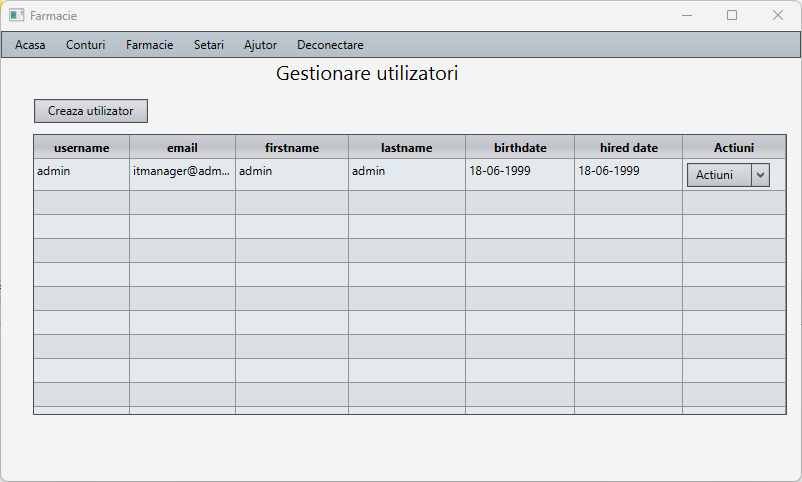 Farmacie
Acasa Conturi Farmacie Setari Ajutor Deconectare
Gestionare utilizatori
Creaza utilizator
username email firstname lastname birthdate hired date Actiuni
admin itmanager@adm... admin admin 18-06-1999 18-06-1999 Actiuni